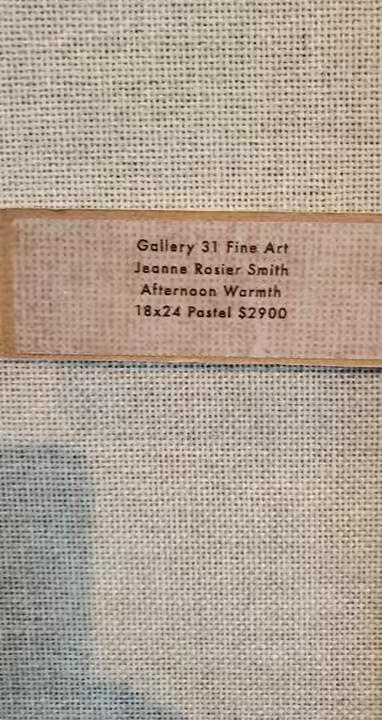 Gallery 31 Fine Art
Jeanne Rosier Smith
Afternoon Warmth
18x24 Pastel $2900